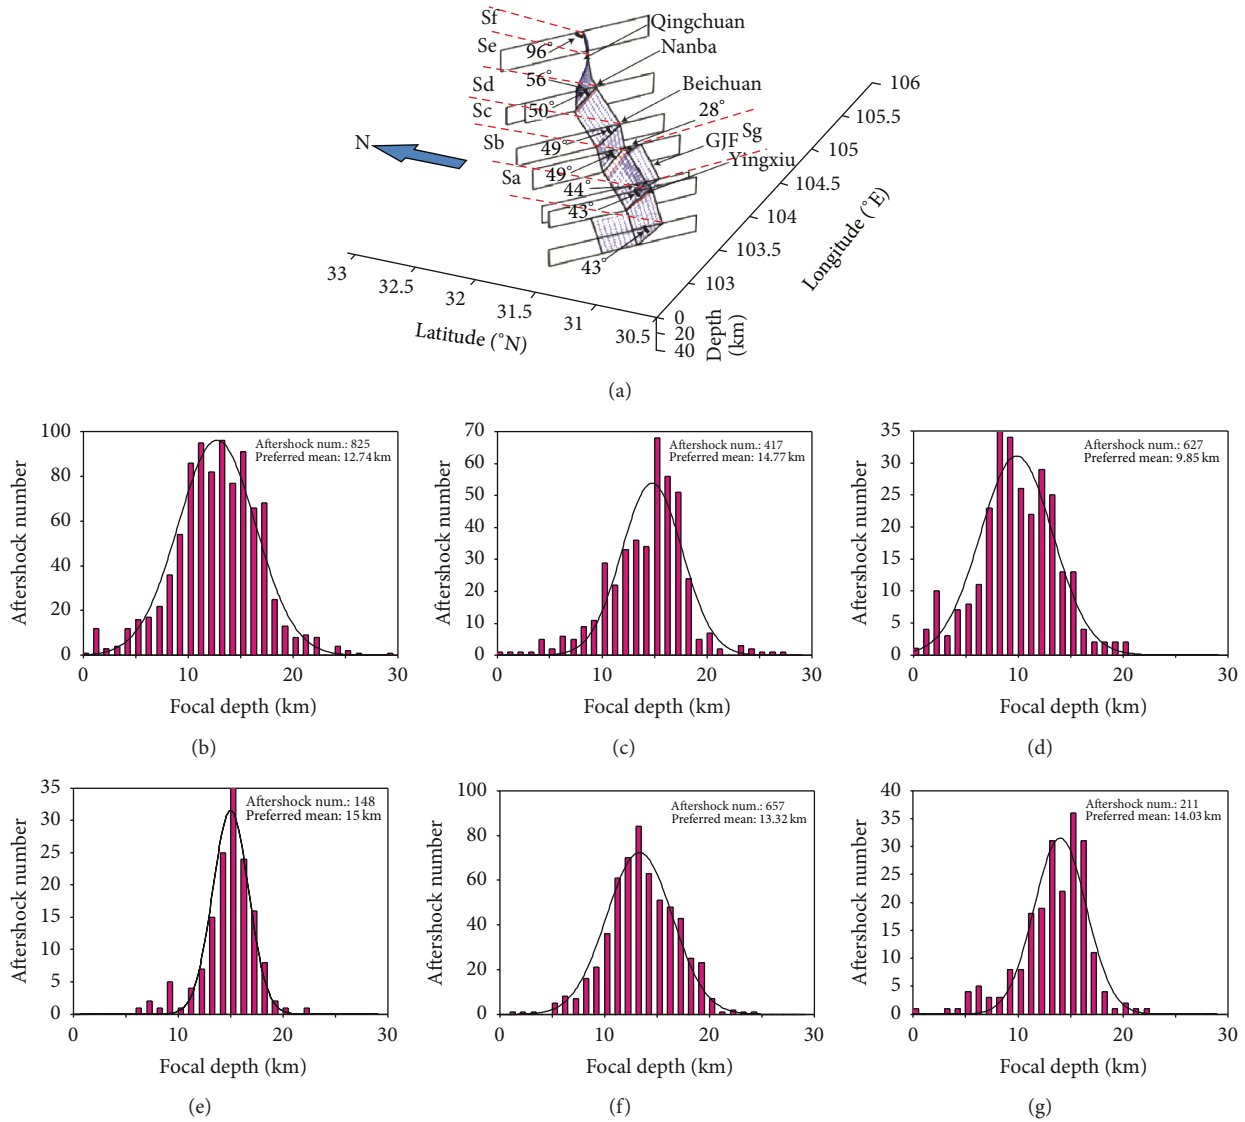 Sf
Qingchuan
Se
96°
Nanba
56°
Sd
Beichuan
106
50°
Sc
28°
105.5
Sg
N
Sb
49°
GJF
105
Yingxiu
Sa
49°
104.5
44°
104
43°
103.5
Longitude (°E)
43°
103
33
32.5
32
31.5
31
30.5
Latitude (°N)
0
20
40
Depth
(km)
(a)
100
80
60
40
20
0
Aftershock number
Aftershock num.: 825
Preferred mean: 12.74 km
0
10
20
30
Focal depth (km)
(b)
70
60
50
40
30
20
10
0
Aftershock number
Aftershock num.: 417
Preferred mean: 14.77 km
0
10
20
30
Focal depth (km)
(c)
35
30
25
20
15
10
5
0
Aftershock number
Aftershock num.: 627
Preferred mean: 9.85 km
0
10
20
30
Focal depth (km)
(d)
35
30
25
20
15
10
5
0
Aftershock number
Aftershock num.: 148
Preferred mean: 15 km
0
10
20
30
Focal depth (km)
(e)
100
80
60
40
20
0
Aftershock number
Aftershock num.: 657
Preferred mean: 13.32 km
0
10
20
30
Focal depth (km)
(f)
40
35
30
25
20
15
10
5
0
Aftershock number
Aftershock num.: 211
Preferred mean: 14.03 km
0
10
20
30
Focal depth (km)
(g)